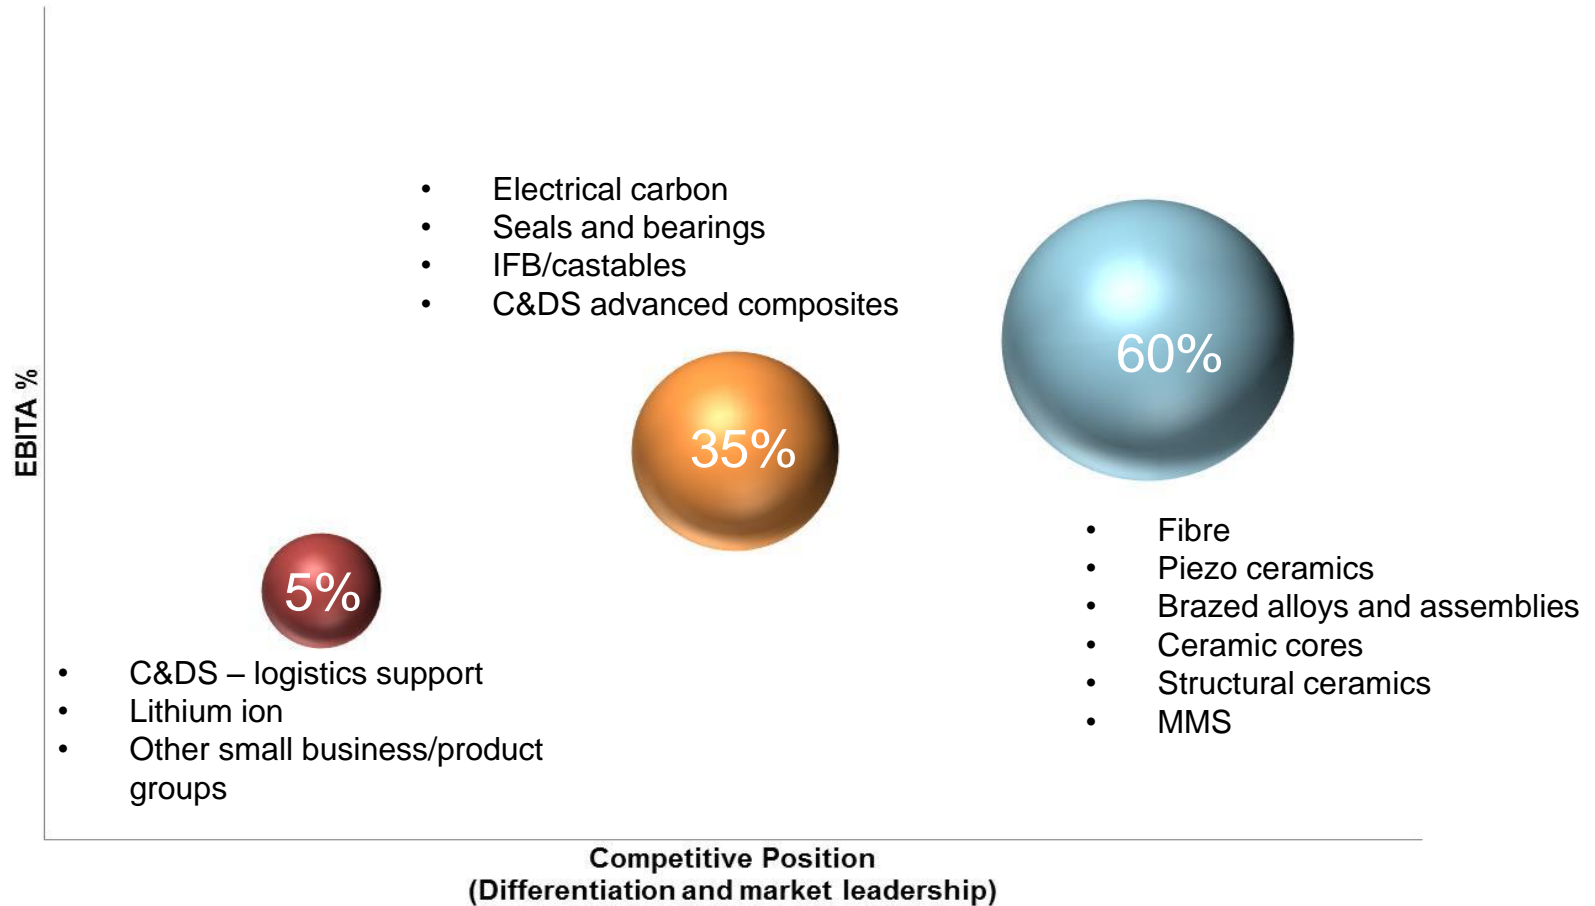 • Electrical carbon
• Seals and bearings
• IFB/castables
• C&DS advanced composites
60%
EBITA %
35%
• Fibre
• Piezo ceramics
• Brazed alloys and assemblies
• Ceramic cores
• Structural ceramics
• MMS
5%
• C&DS – logistics support
• Lithium ion
• Other small business/product
groups
Competitive Position
(Differentiation and market leadership)